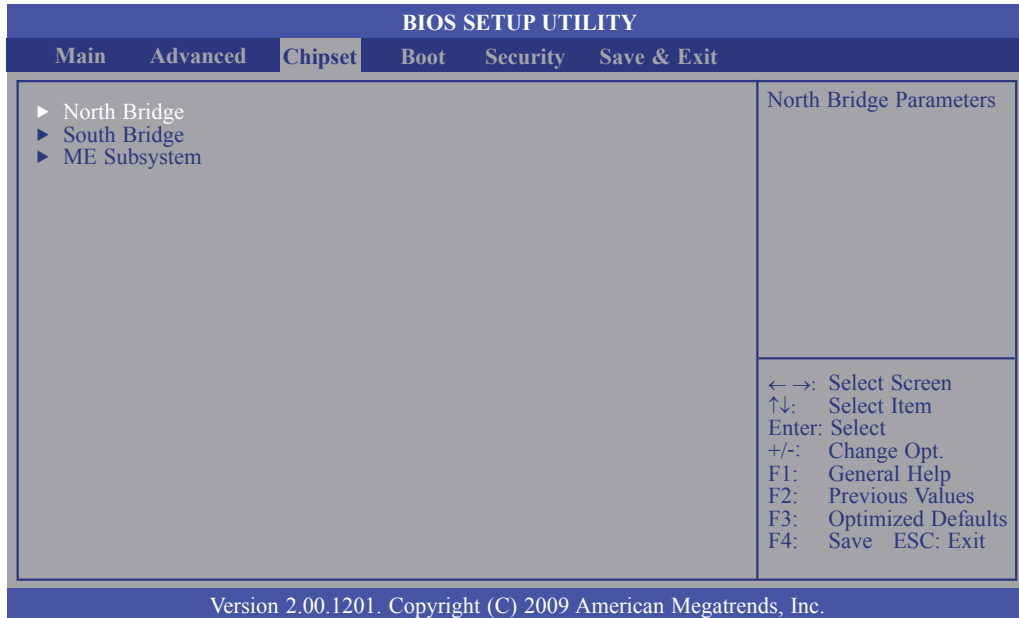 BIOS SETUP UTILITY
Main Advanced Chipset Boot Security Save & Exit
► North Bridge
► South Bridge
► ME Subsystem
North Bridge Parameters
← →: Select Screen
↑↓: Select Item
Enter: Select
+/-: Change Opt.
F1: General Help
F2: Previous Values
F3: Optimized Defaults
F4: Save ESC: Exit
Version 2.00.1201. Copyright (C) 2009 American Megatrends, Inc.